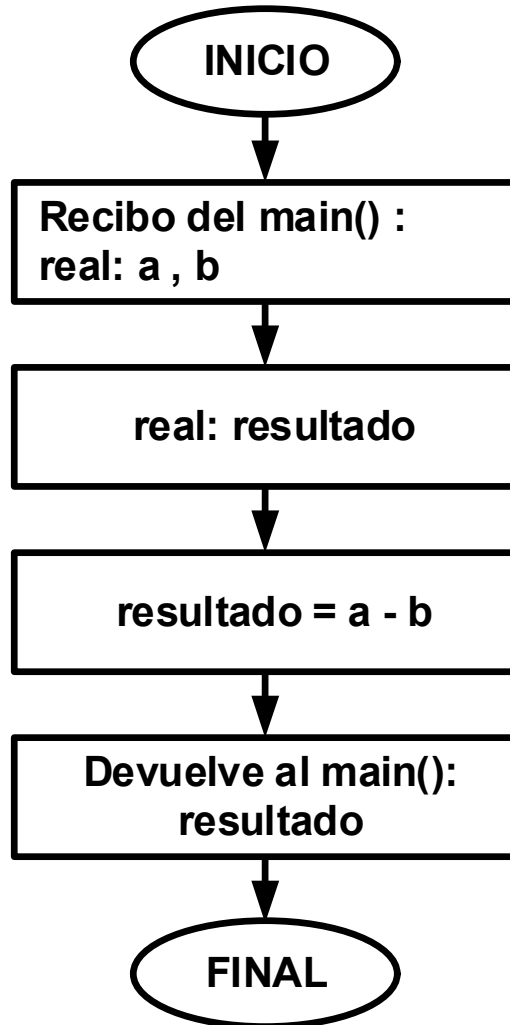 INICIO
Recibo del main() :
real: a , b
real: resultado
resultado = a - b
Devuelve al main():
resultado
FINAL